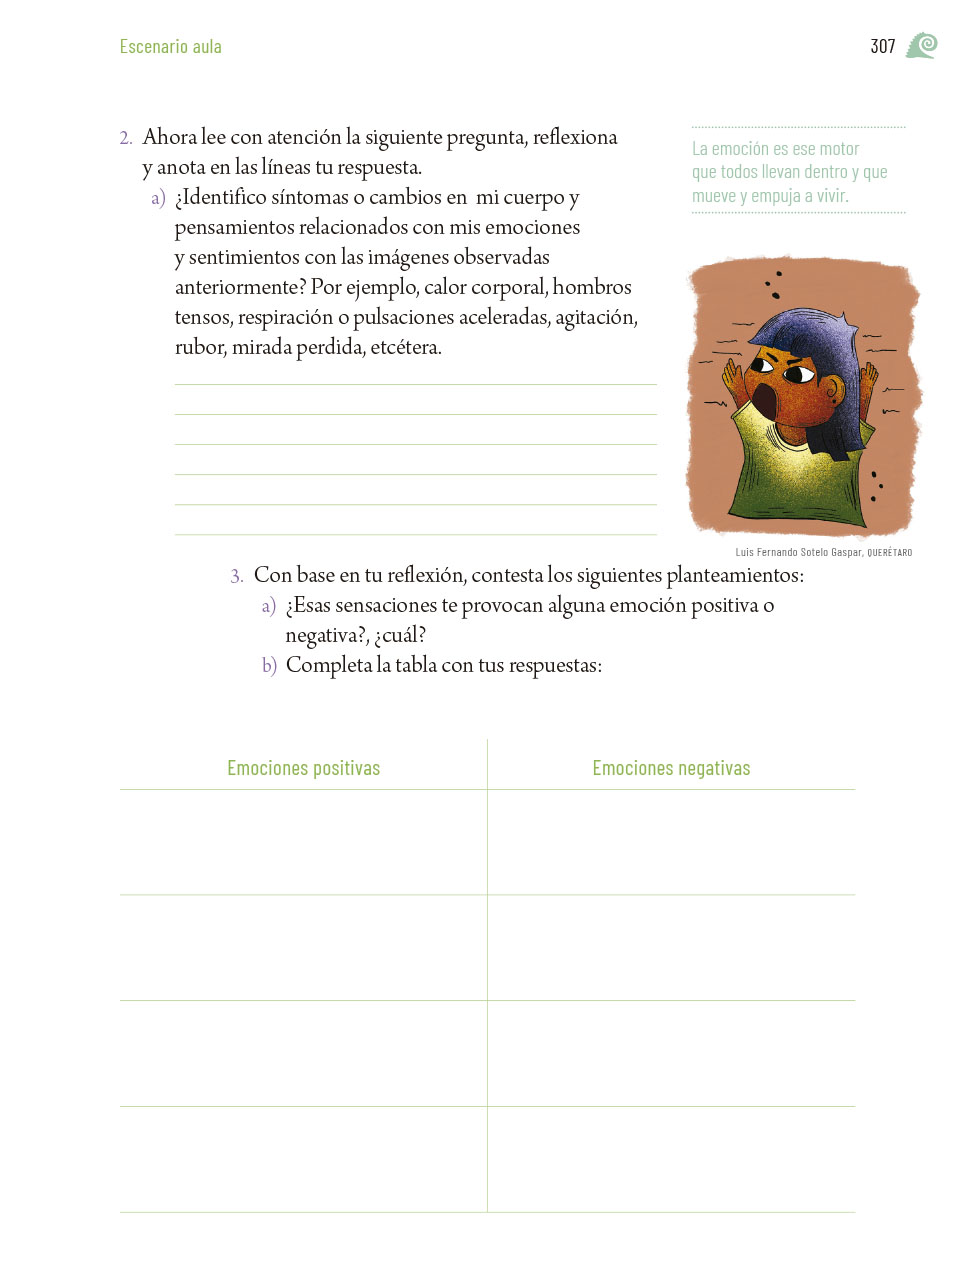 Escenario aula
307
2. Ahora lee con atención la siguiente pregunta, reflexiona
y anota en las líneas tu respuesta.
a) ¿Identifico síntomas o cambios en mi cuerpo y
pensamientos relacionados con mis emociones
y sentimientos con las imágenes observadas
anteriormente? Por ejemplo, calor corporal, hombros
tensos, respiración o pulsaciones aceleradas, agitación,
rubor, mirada perdida, etcétera.
La emoción es ese motor
que todos llevan dentro y que
mueve y empuja a vivir.
Luis Fernando Sotelo Gaspar, QUERÉTARO
3. Con base en tu reflexión, contesta los siguientes planteamientos:
a) ¿Esas sensaciones te provocan alguna emoción positiva o
negativa?, ¿cuál?
b) Completa la tabla con tus respuestas:
Emociones positivas
Emociones negativas